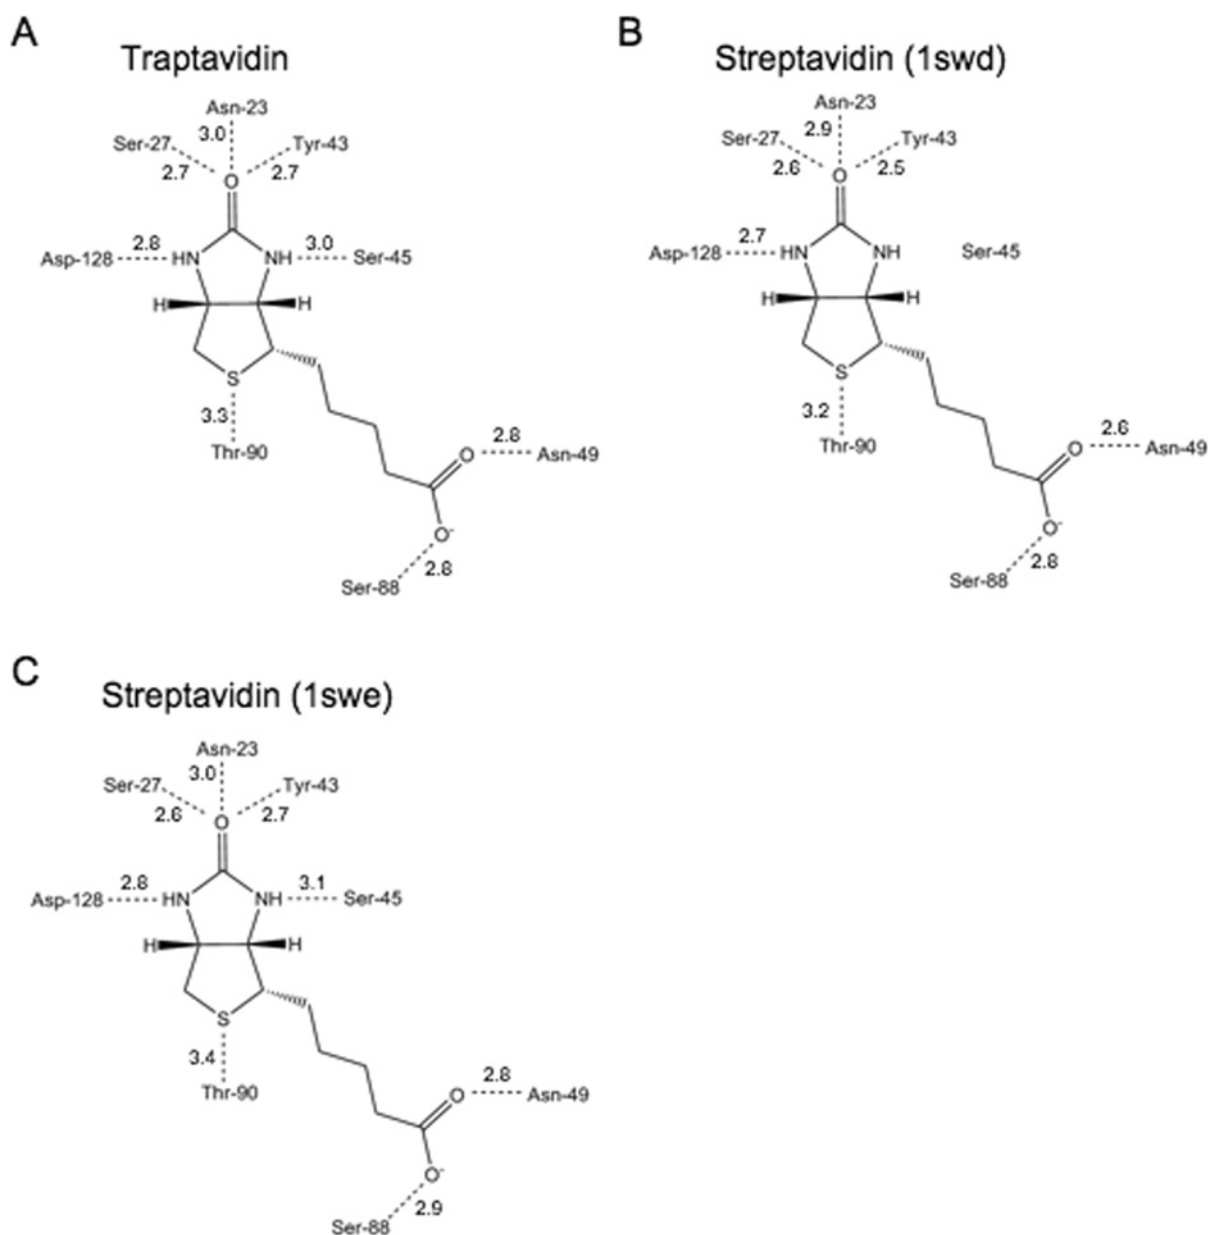 A
Traptavidin
Asn-23
3.0
Ser-27
Tyr-43
2.7
2.7
O
2.8
HN
NH
3.0
Asp-128
Ser-45
H
H
S
3.3
Thr-90
2.8
O
Asn-49
O-
2.8
Ser-88
B
Streptavidin (1swd)
Asn-23
2.9
Ser-27
Tyr-43
2.6
2.5
O
2.7
Asp-128
HN
NH
Ser-45
H
H
S
3.2
Thr-90
2.6
O
Asn-49
O-
2.8
Ser-88
C
Streptavidin (1swe)
Asn-23
3.0
Ser-27
Tyr-43
2.6
2.7
O
2.8
3.1
Asp-128
HN
NH
Ser-45
H
H
S
3.4
Thr-90
2.8
O
Asn-49
O-
2.9
Ser-88